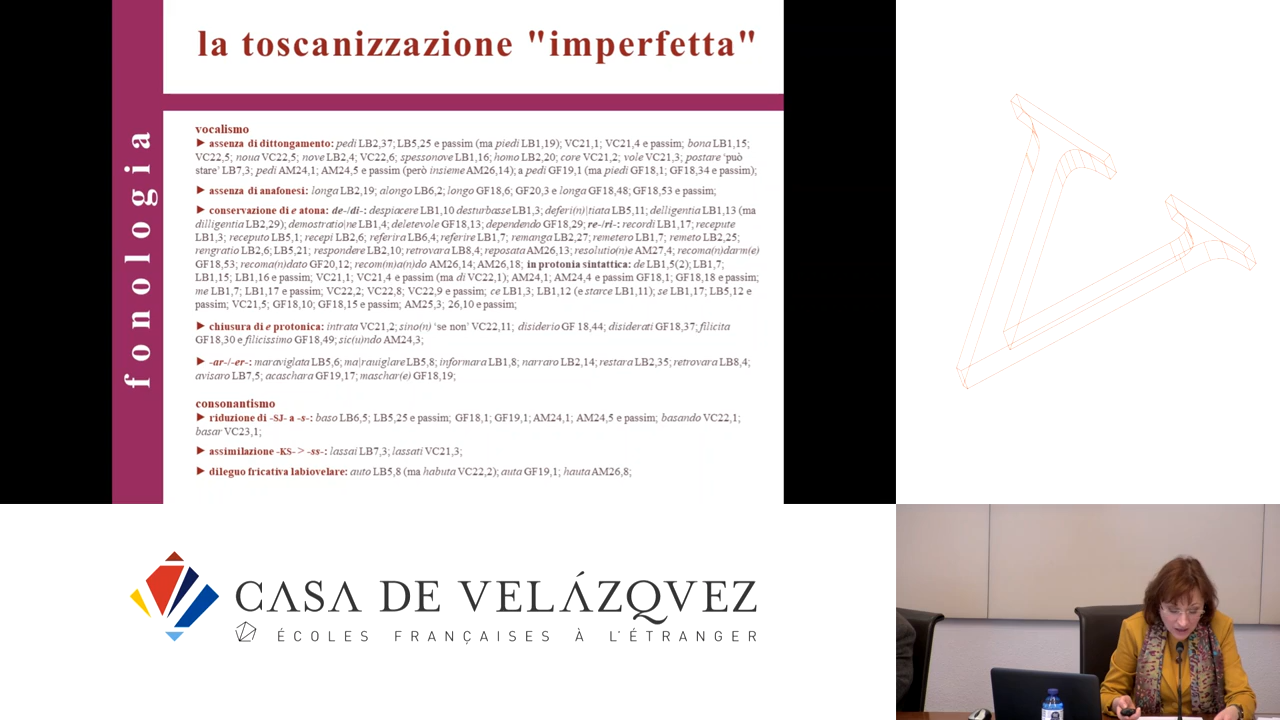 la toscanizzazione "imperfetta"
fonologia
vocalismo
► assenza di dittongamento: pedi LB2,37; LB5,25 e passim (ma piedi LB1,19); VC21,1; VC21,4 e passim; bona LB1,15;
VC22,5; noua VC22,5; nove LB2,4; VC22,6; spessonove LB1,16; homo LB2,20; core VC21,2; vole VC21,3; postare 'può
stare' LB7,3; pedi AM24,1; AM24,5 e passim (però insieme AM26,14); a pedi GF19,1 (ma piedi GF18,1; GF18,34 e passim);
► assenza di anafonesi: longa LB2,19; alongo LB6,2; longo GF18,6; GF20,3 e longa GF18,48; GF18,53 e passim;
► conservazione di e atona: de-/di-: despiacere LB1,10 desturbasse LB1,3; deferi(n)|tiata LB5,11; delligentia LB1,13 (ma
dilligentia LB2,29); demostratio|ne LB1,4; deletevole GF18,13; dependendo GF18,29; re-/ri-: recordi LB1,17; recepute
LB1,3; receputo LB5,1; recepi LB2,6; referira LB6,4; referire LB1,7; remanga LB2,27; remetero LB1,7; remeto LB2,25;
rengratio LB2,6; LB5,21; respondere LB2,10; retrovara LB8,4; reposata AM26,13; resolutio(n)e AM27,4; recoma(n)darm(e)
GF18,53; recoma(n)dato GF20,12; recom(m)a(n)do AM26,14; AM26,18; in protonia sintattica: de LB1,5(2); LB1,7;
LB1,15; LB1,16 e passim; VC21,1; VC21,4 e passim (ma di VC22,1); AM24,1; AM24,4 e passim GF18,1; GF18,18 e passim;
me LB1,7; LB1,17 e passim; VC22,2; VC22,8; VC22,9 e passim; ce LB1,3; LB1,12 (e starce LB1,11); se LB1,17; LB5,12 e
passim; VC21,5; GF18,10; GF18,15 e passim; AM25,3; 26,10 e passim;
► chiusura di e protonica: intrata VC21,2; sino(n) 'se non' VC22,11; disiderio GF 18,44; disiderati GF18,37; filicita
GF18,30 e filicissimo GF18,49; sic(u)ndo AM24,3;
► -ar-/-er-: maraviglata LB5,6; ma|rauiglare LB5,8; informara LB1,8; narraro LB2,14; restara LB2,35; retrovara LB8,4;
avisaro LB7,5; acaschara GF19,17; maschar(e) GF18,19;
consonantismo
► riduzione di -SJ- a -s-: baso LB6,5; LB5,25 e passim; GF18,1; GF19,1; AM24,1; AM24,5 e passim; basando VC22,1;
basar VC23,1;
► assimilazione -KS- > -ss-: lassai LB7,3; lassati VC21,3;
► dileguo fricativa labiovelare: auto LB5,8 (ma habuta VC22,2); auta GF19,1; hauta AM26,8;
CASA DE VELÁZQVEZ
ÉCOLES FRANÇAISES À L'ÉTRANGER